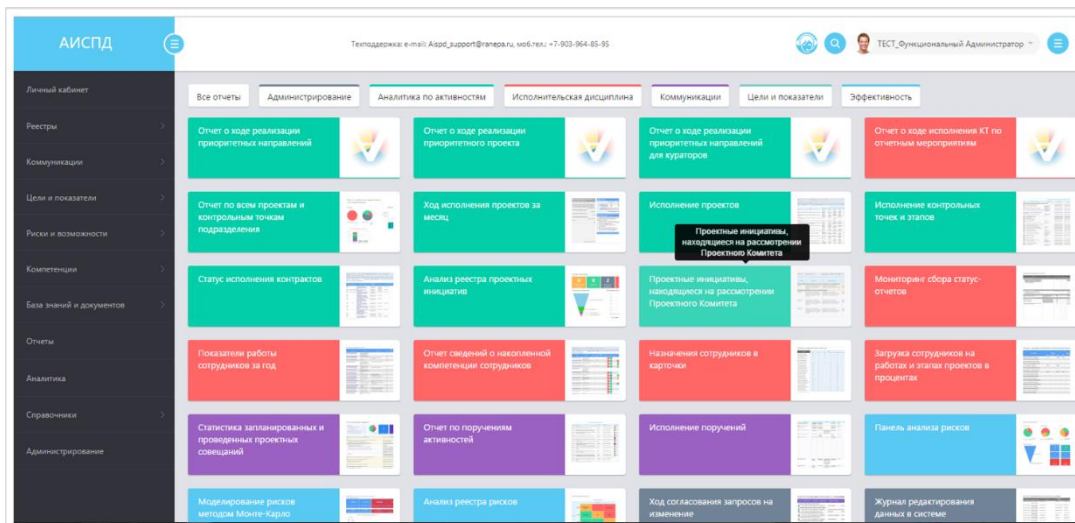 АИСПД
Техподдержка: e-mail: Aispd_support@ranepa.ru, моб.тел.: +7-903-964-85-95
ТЕСТ_Функциональный Администратор
Личный кабинет
Реестры
Коммуникации
Цели и показатели
Риски и возможности
Компетенции
База знаний и документов
Отчеты
Аналитика
Справочники
Администрирование
Все отчеты
Администрирование
Аналитика по активностям
Исполнительская дисциплина
Коммуникации
Цели и показатели
Эффективность
Отчет о ходе реализации
приоритетных направлений
Отчет о ходе реализации
приоритетного проекта
Отчет о ходе реализации
приоритетных направлений
для кураторов
Отчет о ходе исполнения КТ по
отчетным мероприятиям
Отчет по всем проектам и
контрольным точкам
подразделения
Ход исполнения проектов за
месяц
Исполнение проектов
Исполнение контрольных
точек и этапов
Проектные инициативы,
находящиеся на рассмотрении
Проектного Комитета
Статус исполнения контрактов
Анализ реестра проектных
инициатив
Проектные инициативы,
находящиеся на рассмотрении
Проектного Комитета
Мониторинг сбора статус-
отчетов
Показатели работы
сотрудников за год
Отчет сведений о накопленной
компетенции сотрудников
Назначения сотрудников в
карточки
Загрузка сотрудников на
работах и этапах проектов в
процентах
Статистика запланированных и
проведенных проектных
совещаний
Отчет по поручениям
активностей
Исполнение поручений
Панель анализа рисков
Моделирование рисков
методом Монте-Карло
Анализ реестра рисков
Ход согласования запросов на
изменение
Журнал редактирования
данных в системе